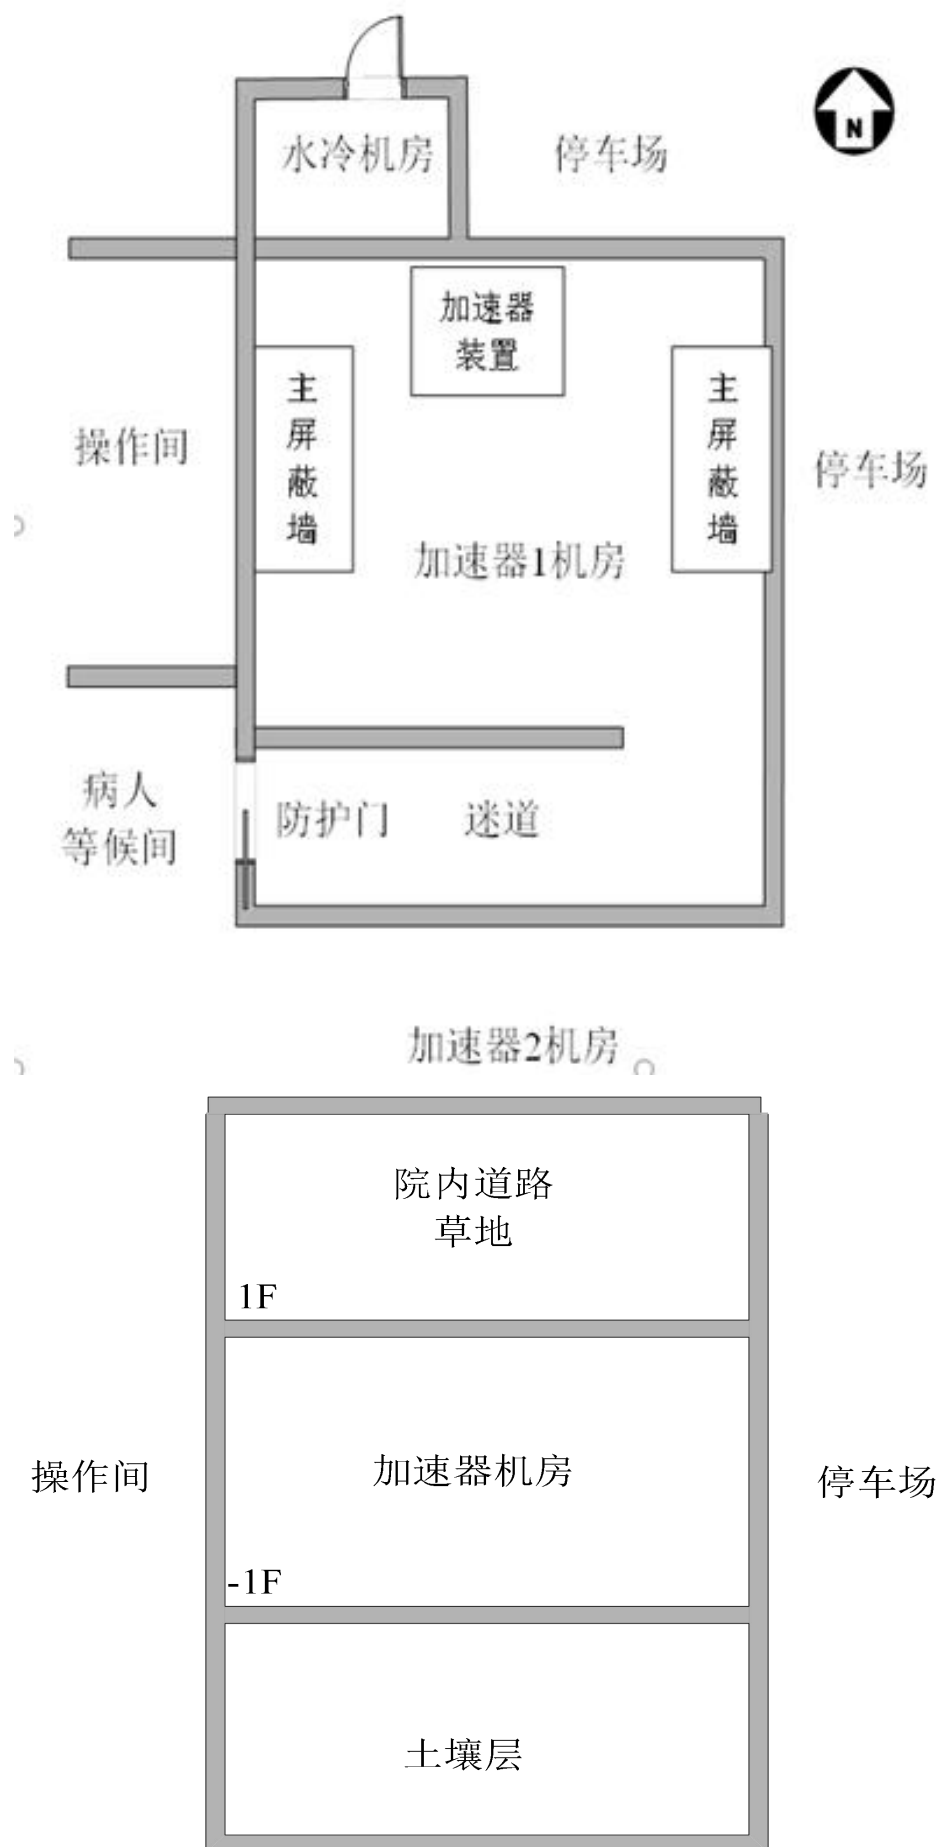 水冷机房
停车场
N
加速器
装置
主屏蔽墙
主屏蔽墙
操作间
停车场
加速器1机房
病人
等候间
防护门
迷道
加速器2机房
院内道路
草地
1F
操作间
加速器机房
停车场
-1F
土壤层